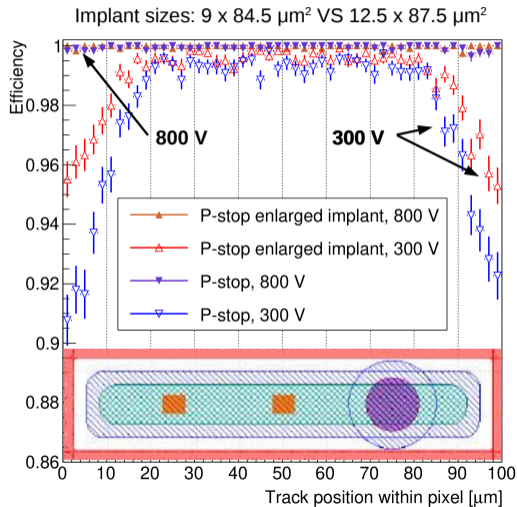 Implant sizes: 9 x 84.5 μm² VS 12.5 x 87.5 μm²
Efficiency
1
0.98
0.96
0.94
0.92
0.9
0.88
0.86
800 V
300 V
P-stop enlarged implant, 800 V
P-stop enlarged implant, 300 V
P-stop, 800 V
P-stop, 300 V
0 10 20 30 40 50 60 70 80 90 100
Track position within pixel [μm]